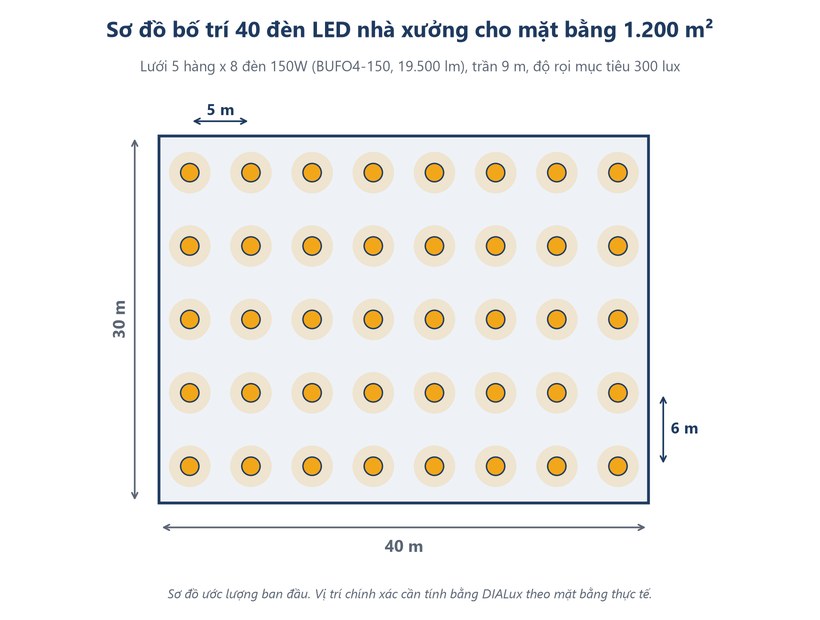 Sơ đồ bố trí 40 đèn LED nhà xưởng cho mặt bằng 1.200 m²
Lưới 5 hàng x 8 đèn 150W (BUFO4-150, 19.500 lm), trần 9 m, độ rọi mục tiêu 300 lux
5 m
30 m
6 m
40 m
Sơ đồ ước lượng ban đầu. Vị trí chính xác cần tính bằng DIALux theo mặt bằng thực tế.